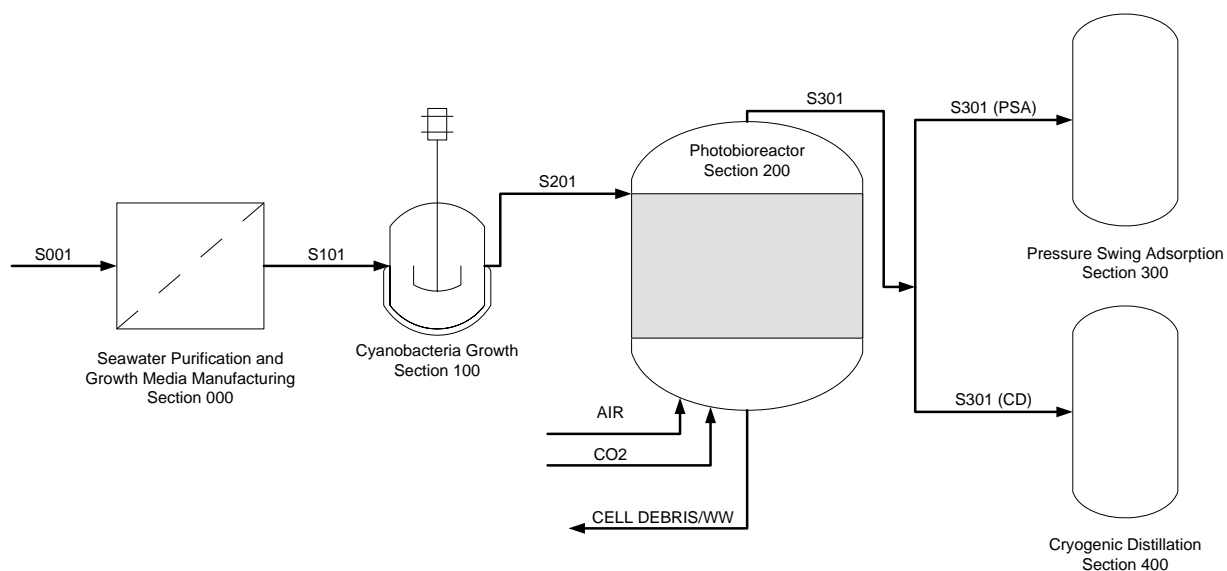 S301
S301 (PSA)
Photobioreactor
Section 200
S201
S001
S101
Pressure Swing Adsorption
Section 300
Seawater Purification and
Growth Media Manufacturing
Section 000
Cyanobacteria Growth
Section 100
AIR
S301 (CD)
CO2
CELL DEBRIS/WW
Cryogenic Distillation
Section 400